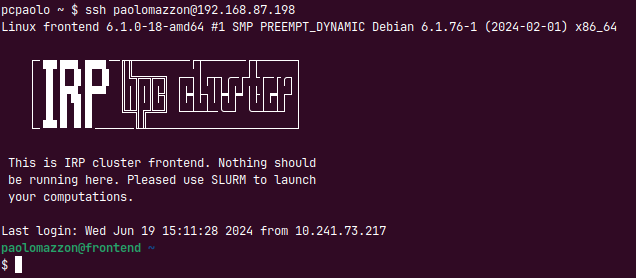 pcpaolo ~ $ ssh paolomazzon@192.168.87.198
Linux frontend 6.1.0-18-amd64 #1 SMP PREEMPT_DYNAMIC Debian 6.1.76-1 (2024-02-01) x86_64
IRP
This is IRP cluster frontend. Nothing should
be running here. Pleased use SLURM to launch
your computations.
Last login: Wed Jun 19 15:11:28 2024 from 10.241.73.217
paolomazzon@frontend ~
$